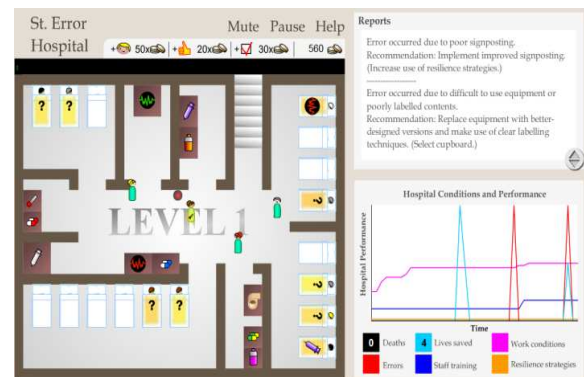 St. Error
Hospital
Mute Pause Help
+ 50x | + 20x | + 30x 560
? ?
LEVEL 1
?
?
?
? ?
Reports
Error occurred due to poor signposting.
Recommendation: Implement improved signposting.
(Increase use of resilience strategies.)
Error occurred due to difficult to use equipment or
poorly labelled contents.
Recommendation: Replace equipment with better-
designed versions and make use of clear labelling
techniques. (Select cupboard.)
Hospital Conditions and Performance
Hospital Performance
Time
0 Deaths 4 Lives saved Work conditions
Errors Staff training Resilience strategies